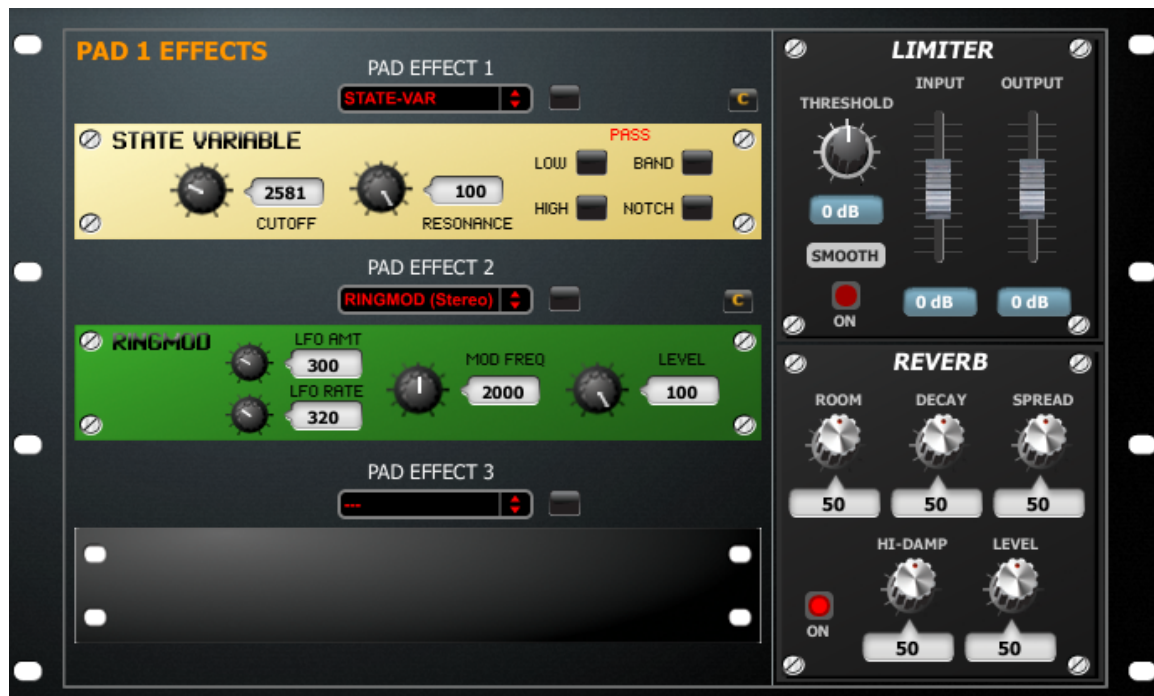 PAD 1 EFFECTS
PAD EFFECT 1
STATE-VAR
C
STATE VARIABLE
PASS
LOW
BAND
2581
100
HIGH
NOTCH
CUTOFF
RESONANCE
PAD EFFECT 2
RINGMOD (Stereo)
C
RINGMOD
LFO AMT
300
LFO RATE
320
MOD FREQ
2000
LEVEL
100
PAD EFFECT 3
---
LIMITER
INPUT
OUTPUT
THRESHOLD
0 dB
SMOOTH
ON
0 dB
0 dB
REVERB
ROOM
DECAY
SPREAD
50
50
50
HI-DAMP
LEVEL
ON
50
50